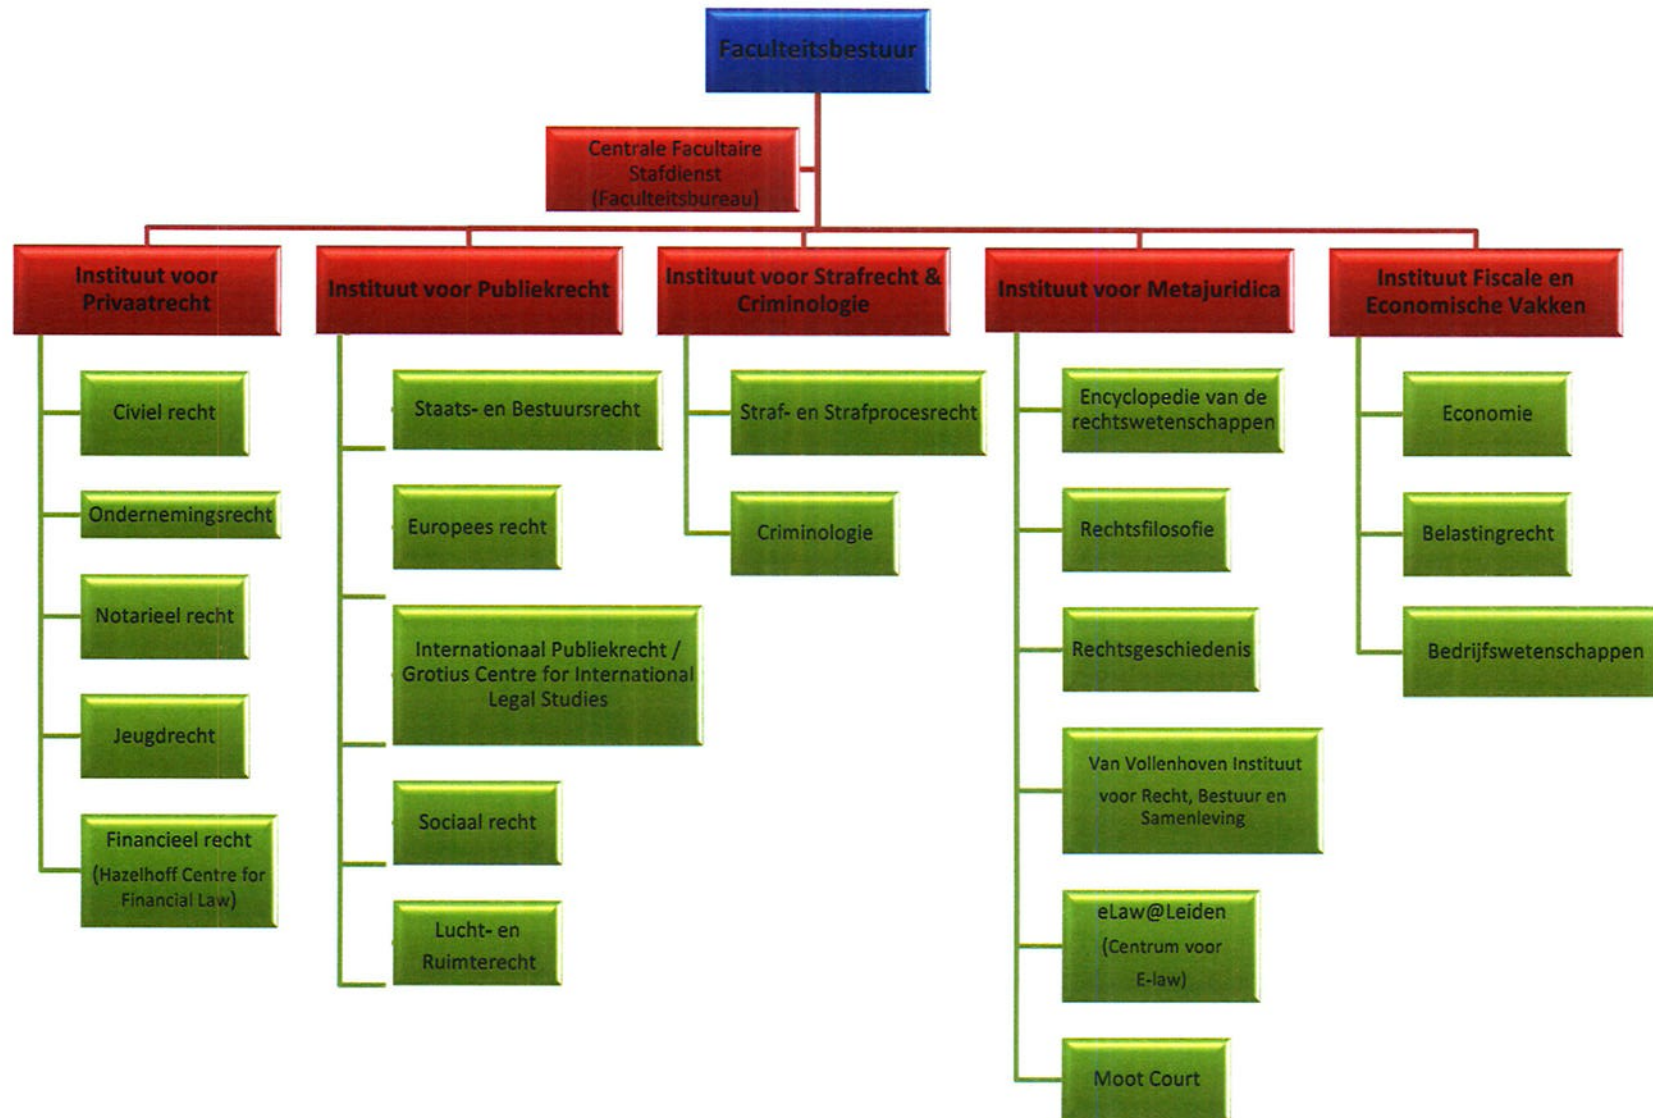 Faculteitsbestuur
Centrale Facultaire
Stafdienst
(Faculteitsbureau)
Instituut voor
Privaatrecht
Civiel recht
Ondernemingsrecht
Notarieel recht
Jeugdrecht
Financieel recht
(Hazelhoff Centre for
Financial Law)
Instituut voor Publiekrecht
Staats- en Bestuursrecht
Europees recht
Internationaal Publiekrecht /
Grotius Centre for International
Legal Studies
Sociaal recht
Lucht- en
Ruimterecht
Instituut voor Strafrecht &
Criminologie
Straf- en Strafprocesrecht
Criminologie
Instituut voor Metajuridica
Encyclopedie van de
rechtswetenschappen
Rechtsfilosofie
Rechtsgeschiedenis
Van Vollenhoven Instituut
voor Recht, Bestuur en
Samenleving
eLaw@Leiden
(Centrum voor
E-law)
Moot Court
Instituut Fiscale en
Economische Vakken
Economie
Belastingrecht
Bedrijfswetenschappen